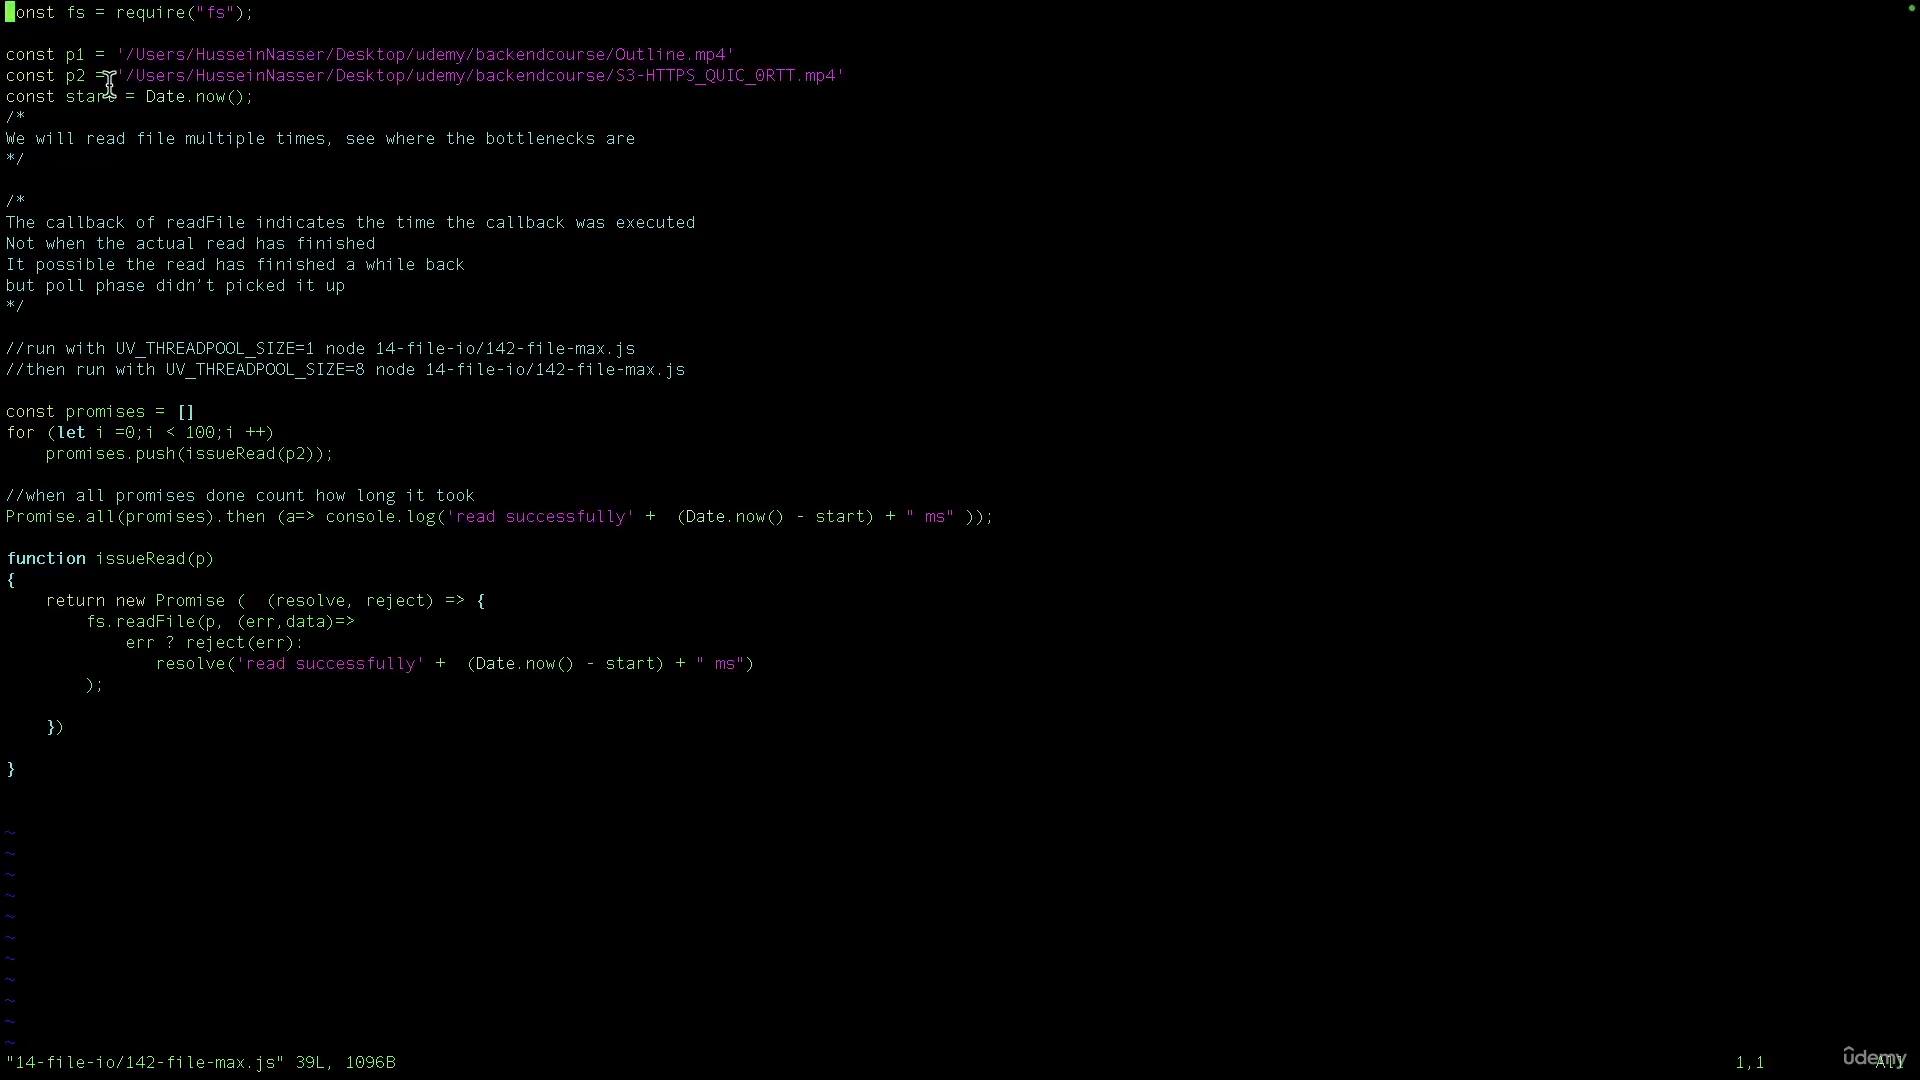 const fs = require("fs");
const p1 = '/Users/HusseinNasser/Desktop/udemy/backendcourse/Outline.mp4'
const p2 = '/Users/HusseinNasser/Desktop/udemy/backendcourse/S3-HTTPS_QUIC_0RTT.mp4'
const start = Date.now();
/*
We will read file multiple times, see where the bottlenecks are
*/
/*
The callback of readFile indicates the time the callback was executed
Not when the actual read has finished
It possible the read has finished a while back
but poll phase didn't picked it up
*/
//run with UV_THREADPOOL_SIZE=1 node 14-file-io/142-file-max.js
//then run with UV_THREADPOOL_SIZE=8 node 14-file-io/142-file-max.js
const promises = []
for (let i =0;i < 100;i ++)
    promises.push(issueRead(p2));
//when all promises done count how long it took
Promise.all(promises).then (a=> console.log('read successfully' +  (Date.now() - start) + " ms" ));
function issueRead(p)
{
    return new Promise (  (resolve, reject) => {
        fs.readFile(p, (err,data)=>
            err ? reject(err):
               resolve('read successfully' +  (Date.now() - start) + " ms")
        );
    })
}
~
~
~
~
~
~
~
~
~
~
~
"14-file-io/142-file-max.js" 39L, 1096B 1,1 All
udemy